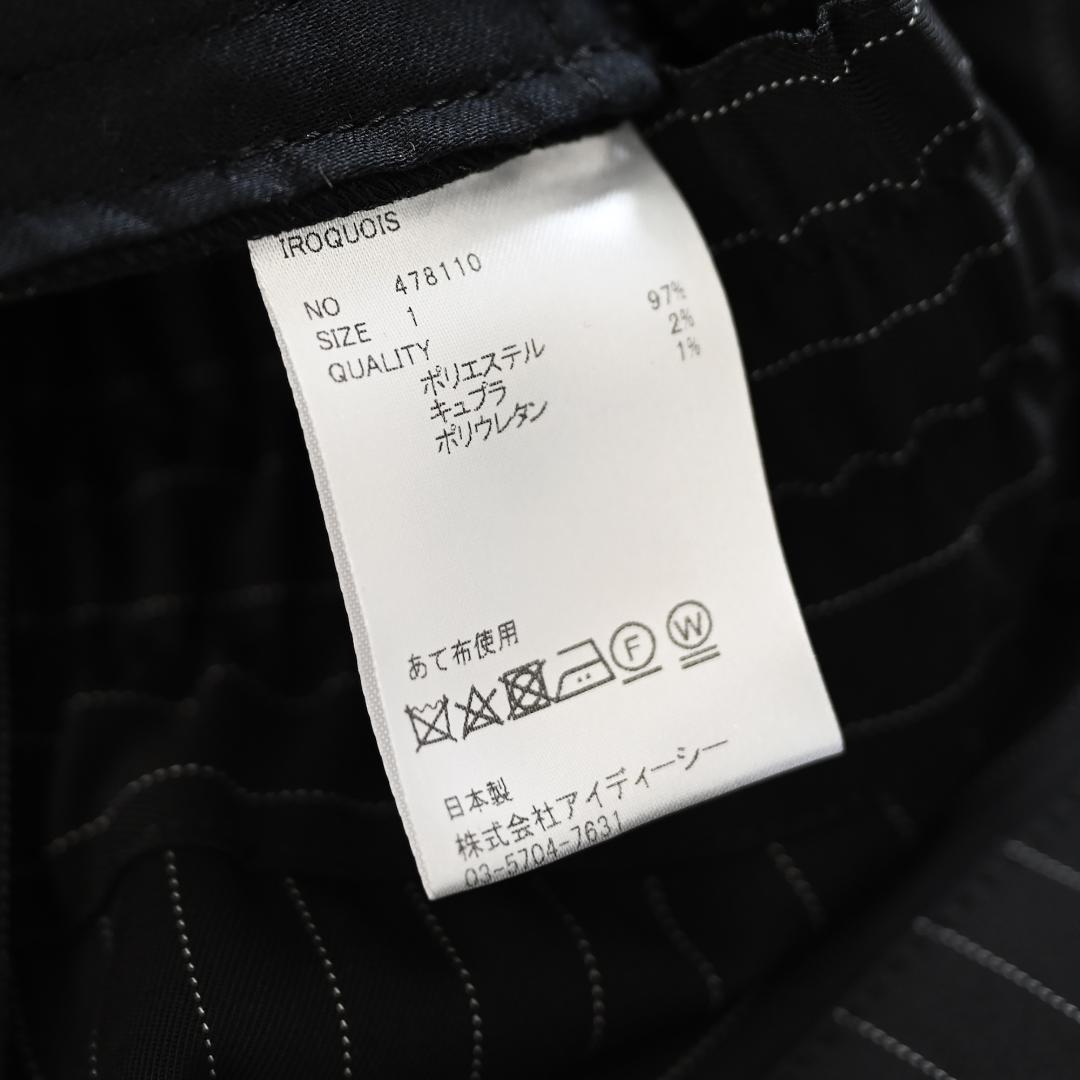 IROQUOIS
NO 478110
SIZE 1
QUALITY
ポリエステル 97%
キュプラ 2%
ポリウレタン 1%
あて布使用
F W
日本製
株式会社アイディーシー
03-5704-7631